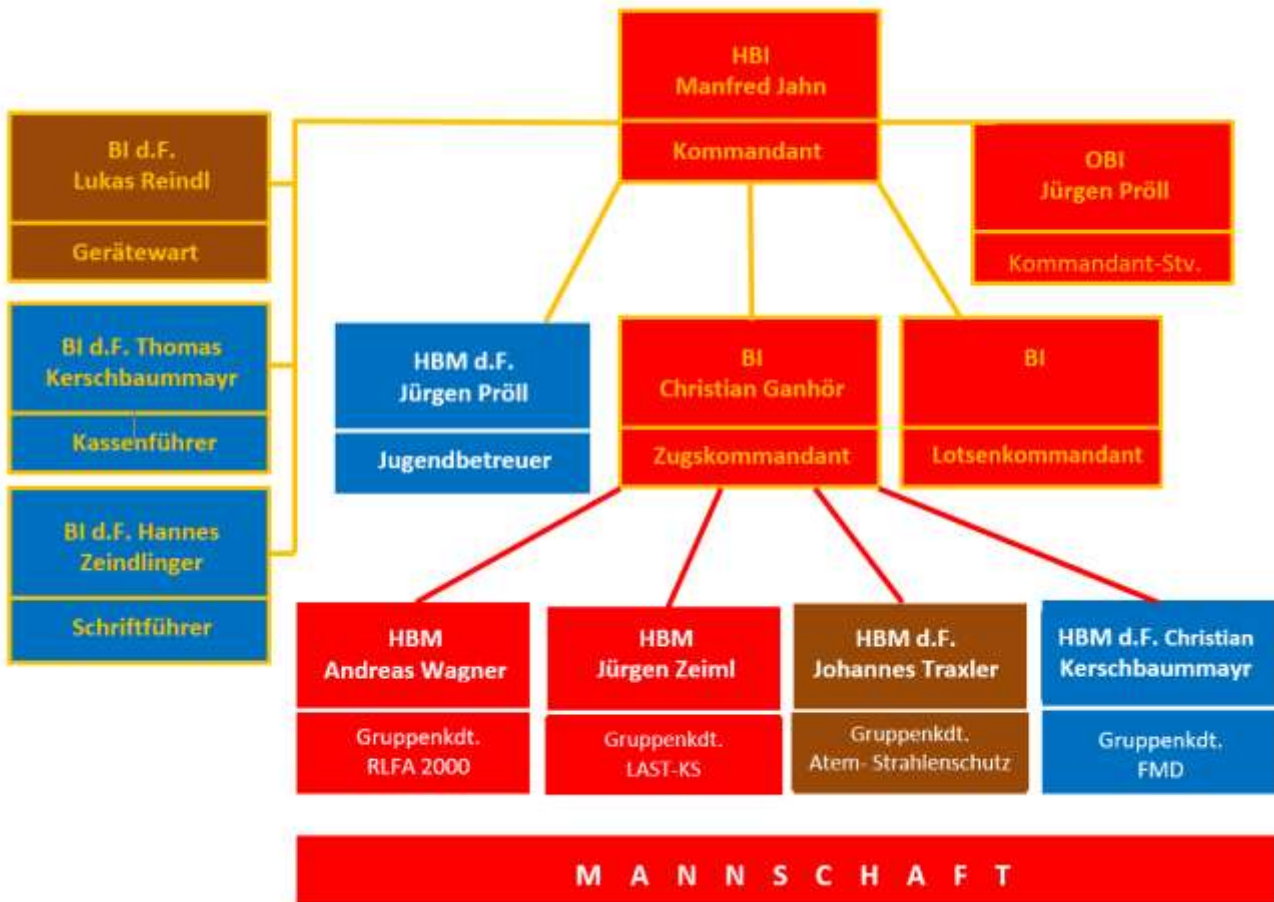 HBI
Manfred Jahn
Kommandant
BI d.F.
Lukas Reindl
Gerätewart
OBI
Jürgen Pröll
Kommandant-Stv.
BI d.F. Thomas
Kerschbaummayr
Kassenführer
HBM d.F.
Jürgen Pröll
Jugendbetreuer
BI
Christian Ganhör
Zugskommandant
BI
Lotsenkommandant
BI d.F. Hannes
Zeindlinger
Schriftführer
HBM
Andreas Wagner
Gruppenkdt.
RLFA 2000
HBM
Jürgen Zeiml
Gruppenkdt.
LAST-KS
HBM d.F.
Johannes Traxler
Gruppenkdt.
Atem- Strahlenschutz
HBM d.F. Christian
Kerschbaummayr
Gruppenkdt.
FMD
M A N N S C H A F T